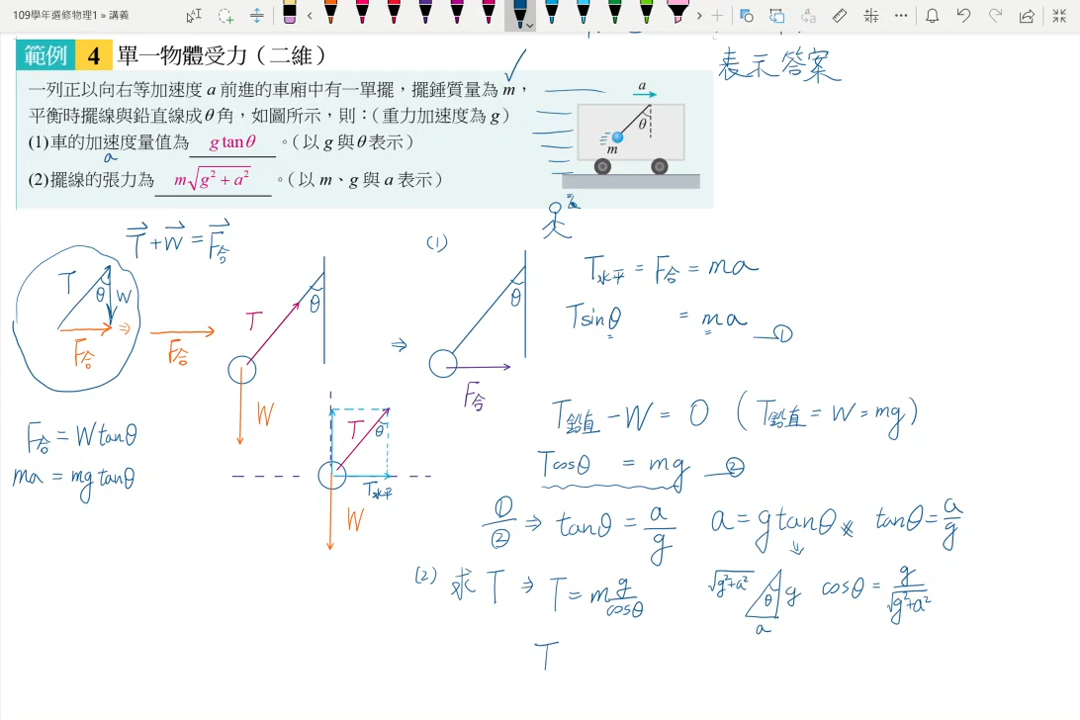 109學年選修物理1 » 講義
表示答案
範例 4 單一物體受力（二維）
一列正以向右等加速度 a 前進的車廂中有一單擺，擺錘質量為 m，
平衡時擺線與鉛直線成 θ 角，如圖所示，則：（重力加速度為 g）
(1)車的加速度量值為 g tanθ 。（以 g 與 θ 表示）
a
(2)擺線的張力為 m√(g²+a²) 。（以 m、g 與 a 表示）
a
θ
m
T+W=F合
T
θ
W
⇒
F合
F合
T
θ
W
F合=Wtanθ
ma=mg tanθ
T
θ
T水平
W
(1)
⇒
θ
F合
T水平=F合=ma
Tsinθ =ma —①
T鉛直-W=0 (T鉛直=W=mg)
Tcosθ =mg —②
①/② ⇒ tanθ=a/g a=gtanθ* tanθ=a/g
(2) 求T ⇒ T=m g/cosθ
√g²+a²
θ
g
a
cosθ=g/√g²+a²
T